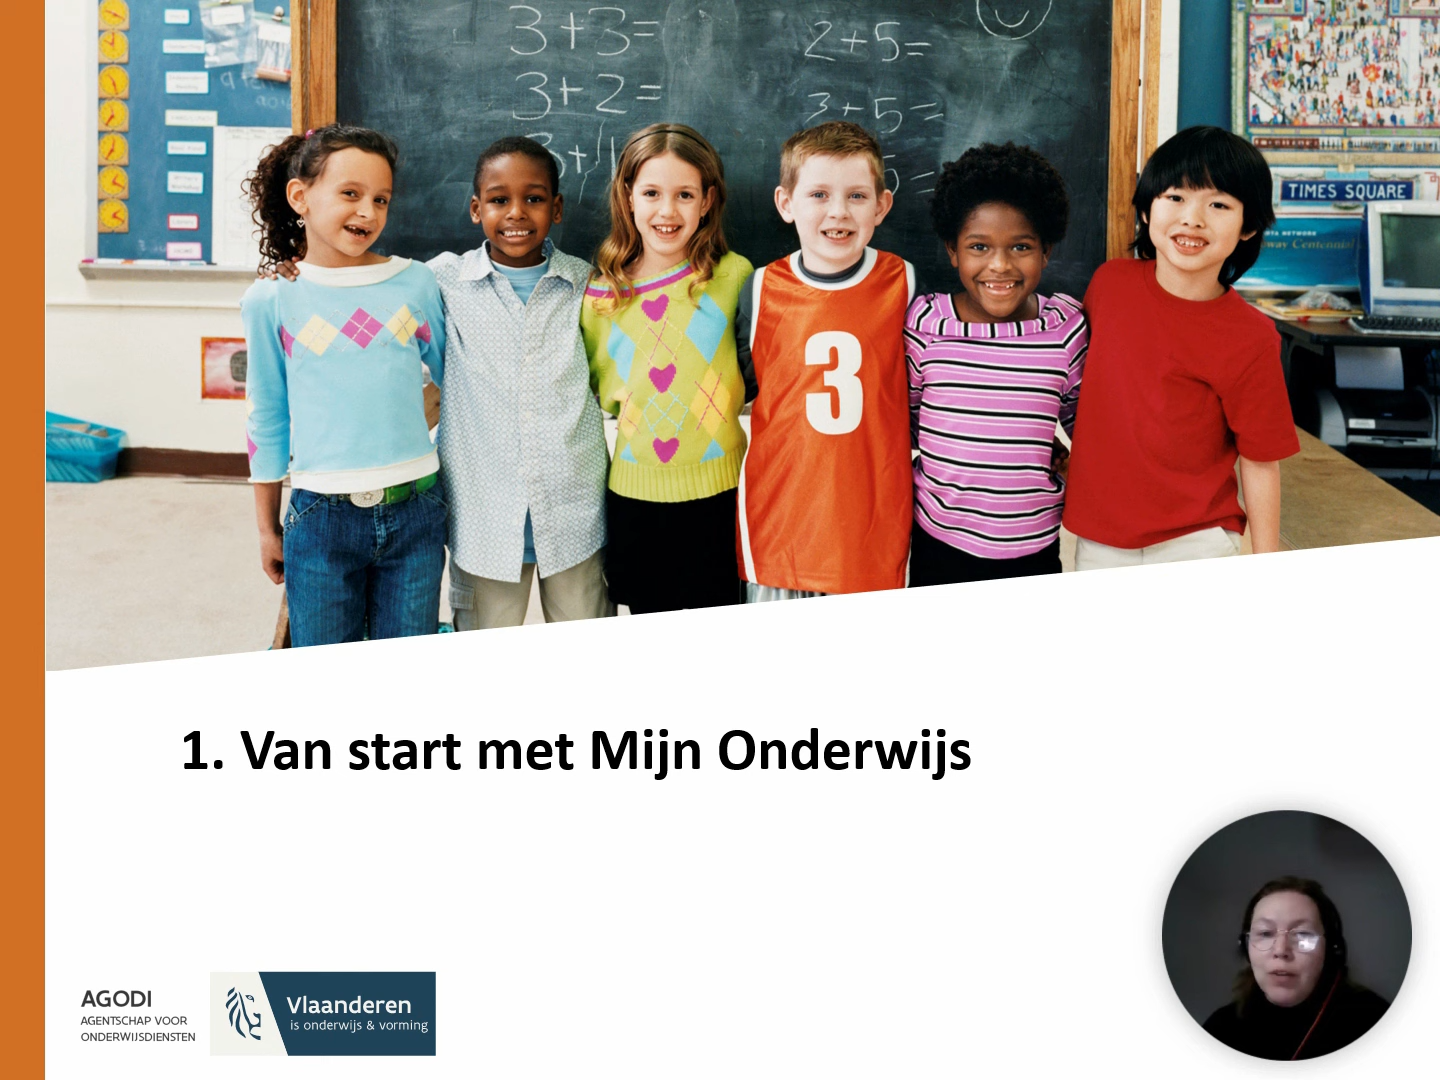 3+3=
2+5=
3+2=
3+5=
TIMES SQUARE
1. Van start met Mijn Onderwijs
AGODI
AGENTSCHAP VOOR
ONDERWIJSDIENSTEN
Vlaanderen
is onderwijs & vorming
3